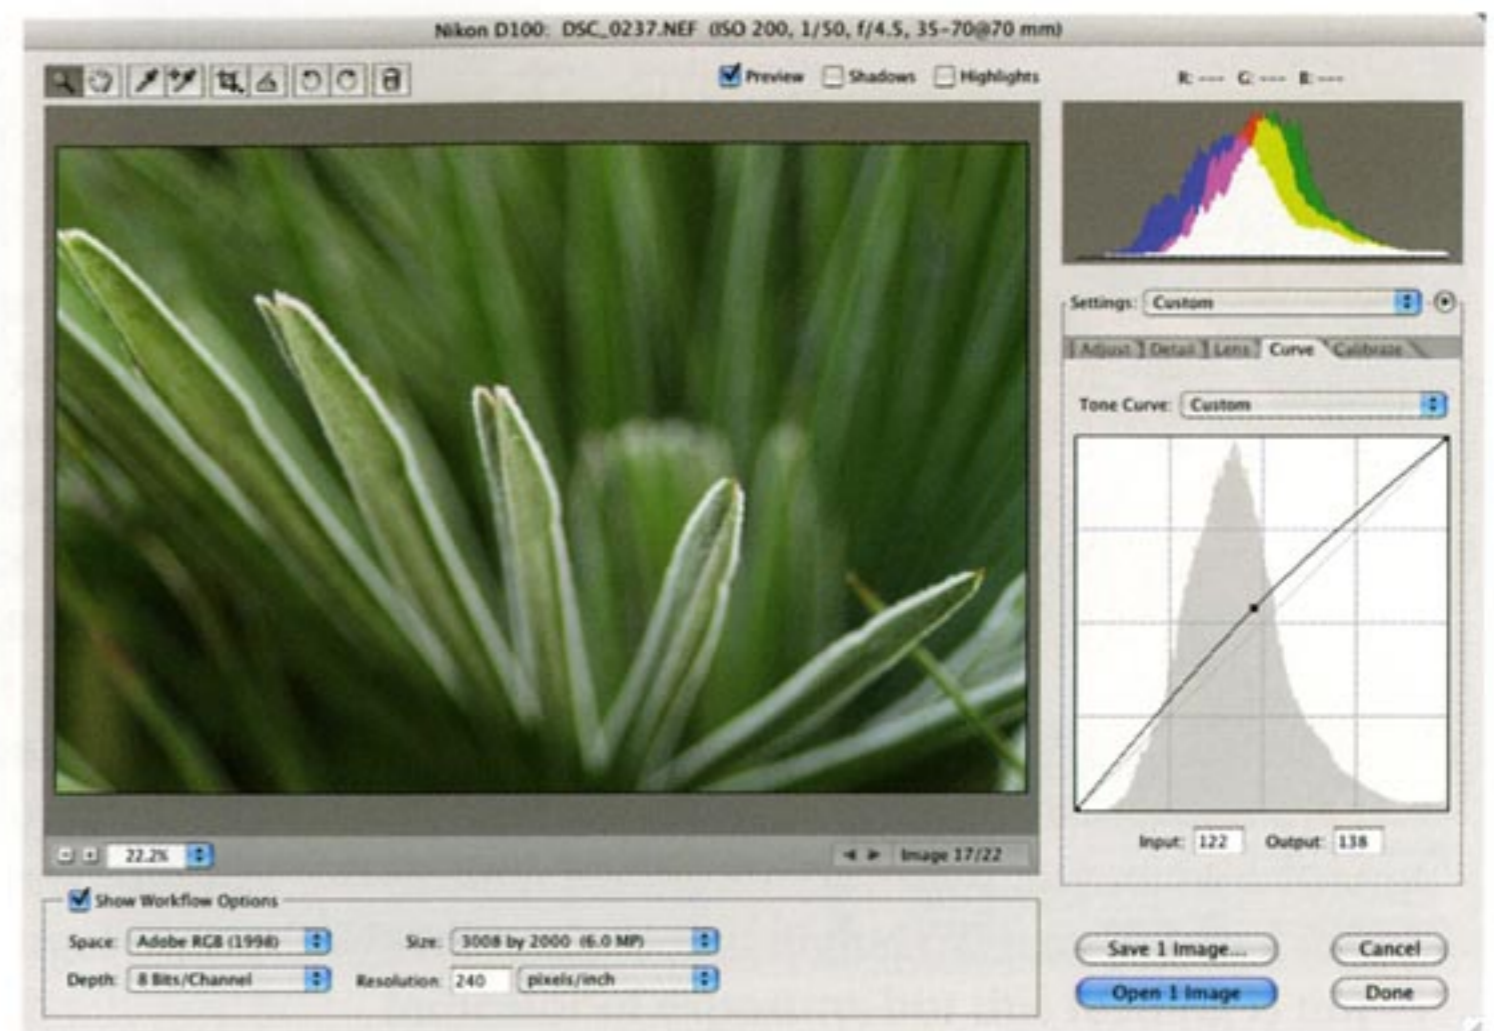 Nikon D100: DSC_0237.NEF (ISO 200, 1/50, f/4.5, 35-70@70 mm)
Preview Shadows Highlights
R: --- G: --- B: ---
Settings: Custom
Adjust Detail Lens Curve Calibrate
Tone Curve: Custom
Input: 122 Output: 138
22.2%
Image 17/22
Show Workflow Options
Space: Adobe RGB (1998)
Size: 3008 by 2000 (6.0 MP)
Depth: 8 Bits/Channel
Resolution: 240 pixels/inch
Save 1 Image... Cancel
Open 1 Image Done